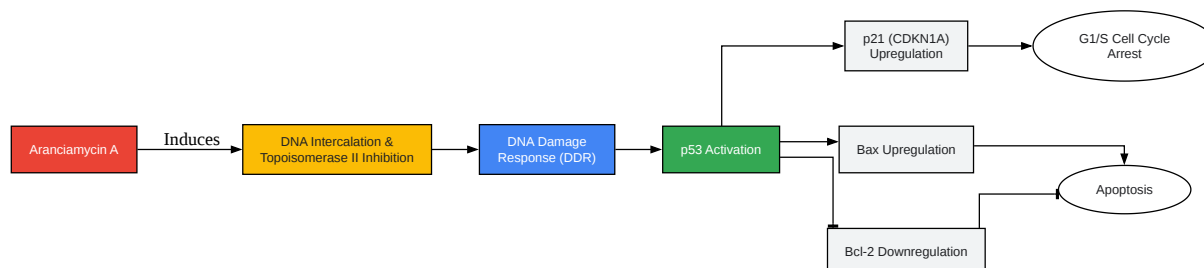 Aranciamycin A
Induces
DNA Intercalation &
Topoisomerase II Inhibition
DNA Damage
Response (DDR)
p53 Activation
p21 (CDKN1A)
Upregulation
G1/S Cell Cycle
Arrest
Bax Upregulation
Apoptosis
Bcl-2 Downregulation